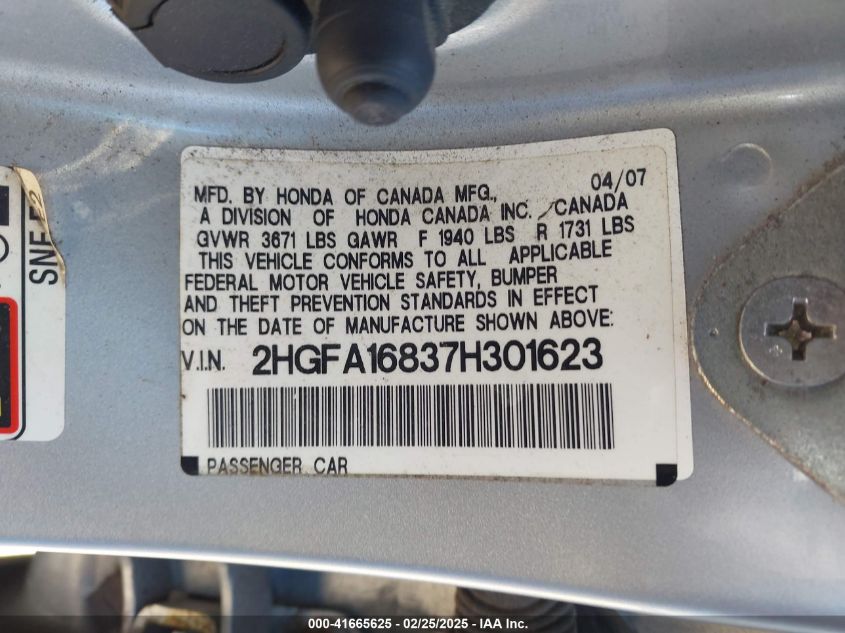 04/07
MFD. BY HONDA OF CANADA MFG.,
A DIVISION OF HONDA CANADA INC. / CANADA
GVWR 3671 LBS GAWR F 1940 LBS R 1731 LBS
THIS VEHICLE CONFORMS TO ALL APPLICABLE
FEDERAL MOTOR VEHICLE SAFETY, BUMPER
AND THEFT PREVENTION STANDARDS IN EFFECT
ON THE DATE OF MANUFACTURE SHOWN ABOVE:
V.I.N. 2HGFA16837H301623
PASSENGER CAR
000-41665625 - 02/25/2025 - IAA Inc.